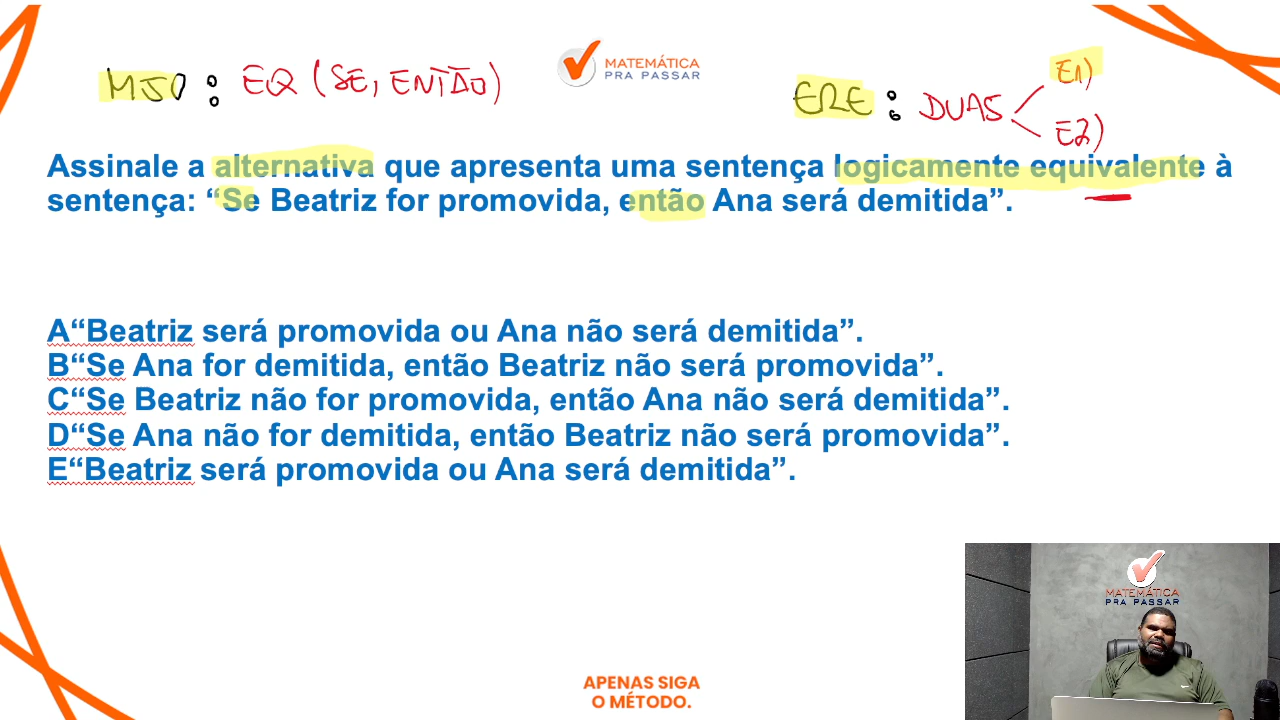 MJO : EQ (SE, ENTÃO)
MATEMÁTICA
PRA PASSAR
ERE : DUAS E1)
E2)
Assinale a alternativa que apresenta uma sentença logicamente equivalente à
sentença: “Se Beatriz for promovida, então Ana será demitida”.
A“Beatriz será promovida ou Ana não será demitida”.
B“Se Ana for demitida, então Beatriz não será promovida”.
C“Se Beatriz não for promovida, então Ana não será demitida”.
D“Se Ana não for demitida, então Beatriz não será promovida”.
E“Beatriz será promovida ou Ana será demitida”.
MATEMÁTICA
PRA PASSAR
APENAS SIGA
O MÉTODO.